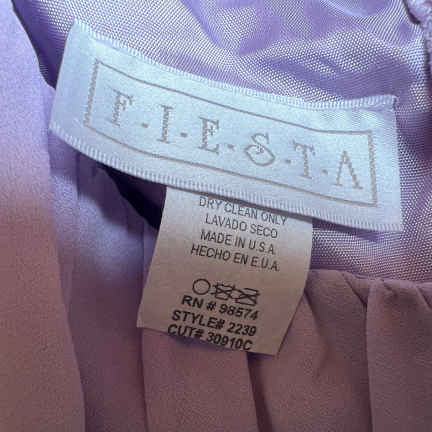 F.I.E.S.T.A
DRY CLEAN ONLY
LAVADO SECO
MADE IN U.S.A.
HECHO EN E.U.A.
RN # 98574
STYLE# 2239
CUT# 30910C